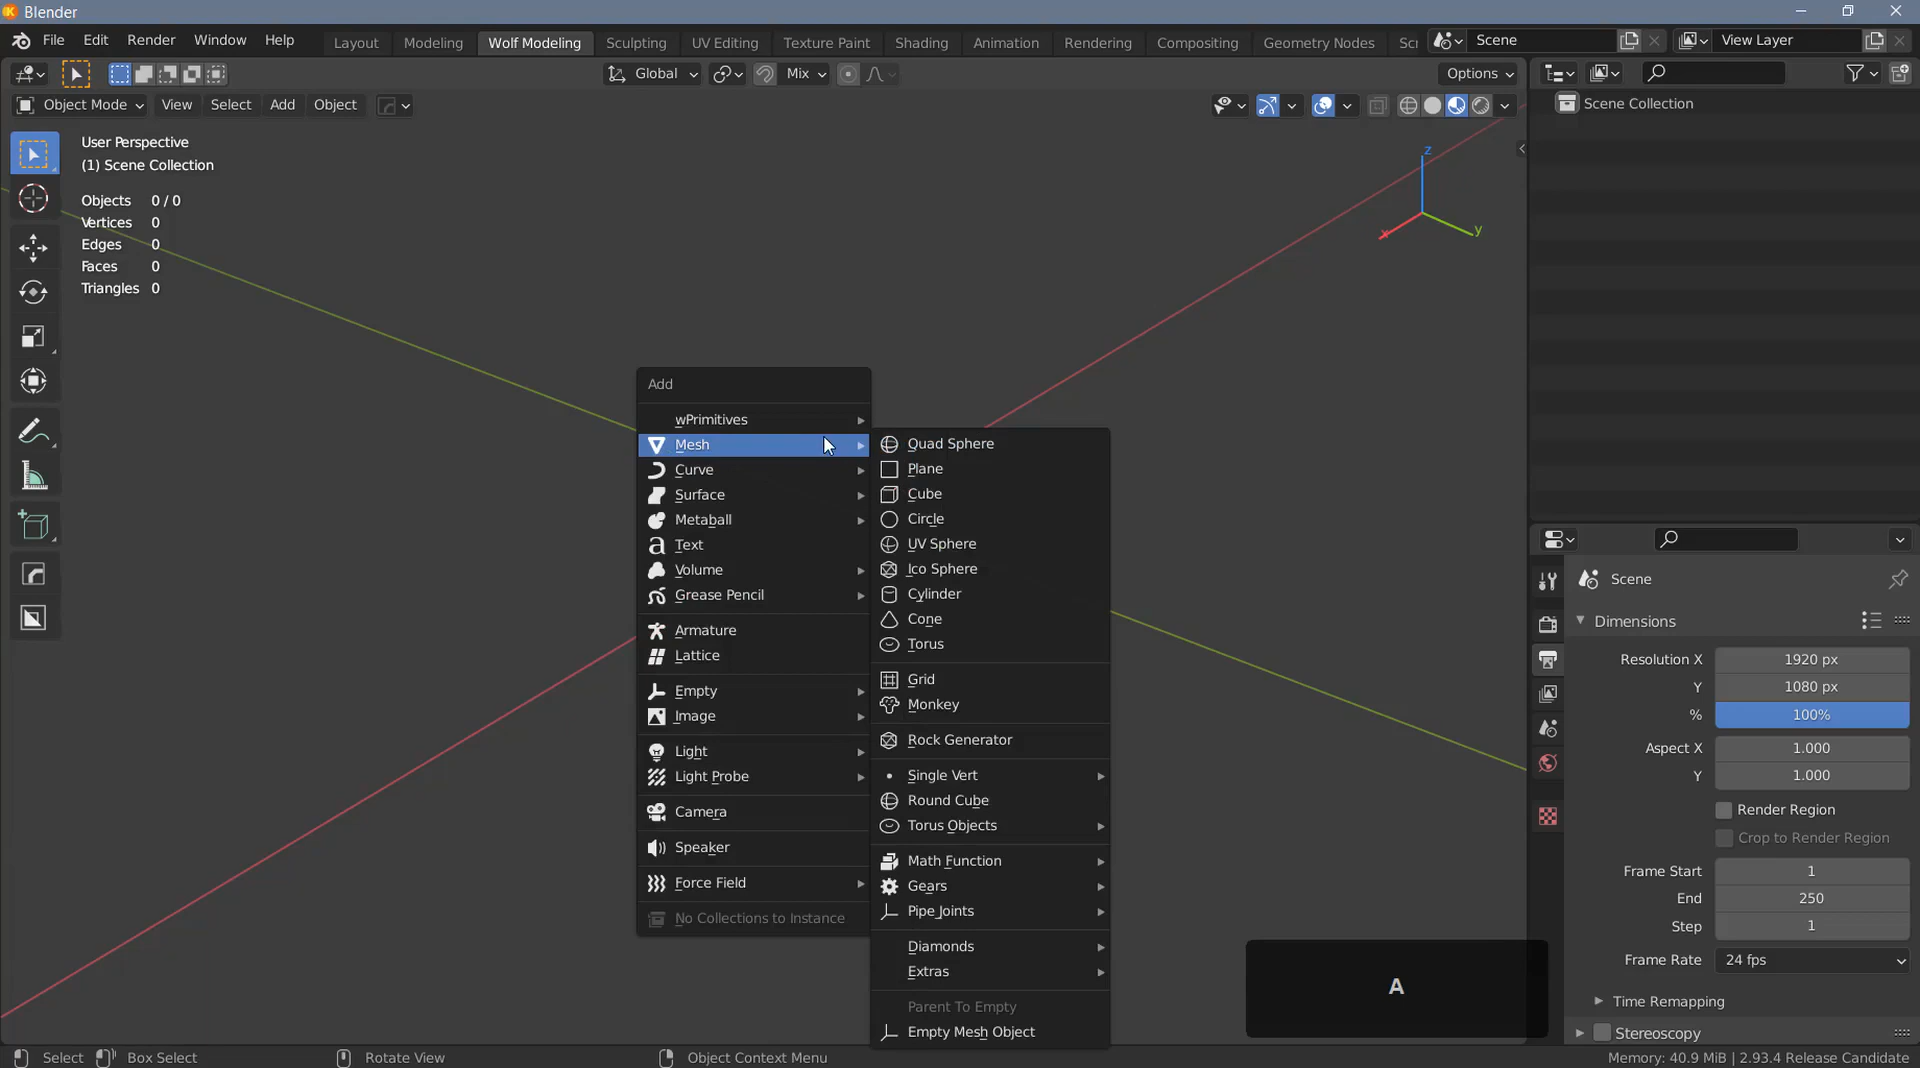 Blender
File Edit Render Window Help Layout Modeling Wolf Modeling Sculpting UV Editing Texture Paint Shading Animation Rendering Compositing Geometry Nodes Sc Scene View Layer
Global Mix Options
Object Mode View Select Add Object
Scene Collection
User Perspective
(1) Scene Collection
Objects 0 / 0
Vertices 0
Edges 0
Faces 0
Triangles 0
z
x
y
Add
wPrimitives
Mesh
Curve
Surface
Metaball
Text
Volume
Grease Pencil
Armature
Lattice
Empty
Image
Light
Light Probe
Camera
Speaker
Force Field
No Collections to Instance
Quad Sphere
Plane
Cube
Circle
UV Sphere
Ico Sphere
Cylinder
Cone
Torus
Grid
Monkey
Rock Generator
Single Vert
Round Cube
Torus Objects
Math Function
Gears
Pipe Joints
Diamonds
Extras
Parent To Empty
Empty Mesh Object
A
Scene
Dimensions
Resolution X 1920 px
Y 1080 px
% 100%
Aspect X 1.000
Y 1.000
Render Region
Crop to Render Region
Frame Start 1
End 250
Step 1
Frame Rate 24 fps
Time Remapping
Stereoscopy
Select Box Select Rotate View Object Context Menu Memory: 40.9 MiB | 2.93.4 Release Candidate